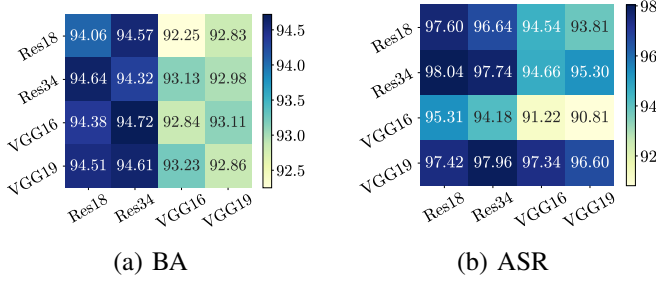 Res18 94.06 94.57 92.25 92.83
Res34 94.64 94.32 93.13 92.98
VGG16 94.38 94.72 92.84 93.11
VGG19 94.51 94.61 93.23 92.86
Res18 Res34 VGG16 VGG19
94.5
94.0
93.5
93.0
92.5
(a) BA
Res18 97.60 96.64 94.54 93.81
Res34 98.04 97.74 94.66 95.30
VGG16 95.31 94.18 91.22 90.81
VGG19 97.42 97.96 97.34 96.60
Res18 Res34 VGG16 VGG19
98
96
94
92
(b) ASR